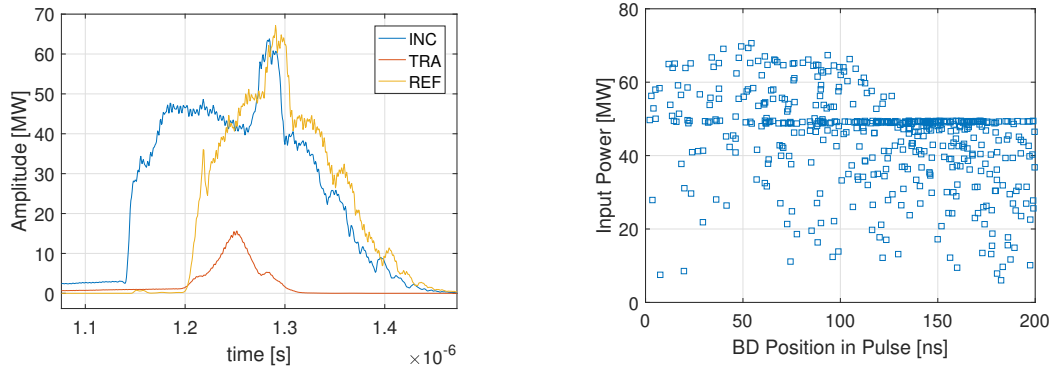 70
60
50
40
30
20
10
0
Amplitude [MW]
INC
TRA
REF
1.1 1.2 1.3 1.4
time [s] ×10⁻⁶
80
60
40
20
0
Input Power [MW]
0 50 100 150 200
BD Position in Pulse [ns]